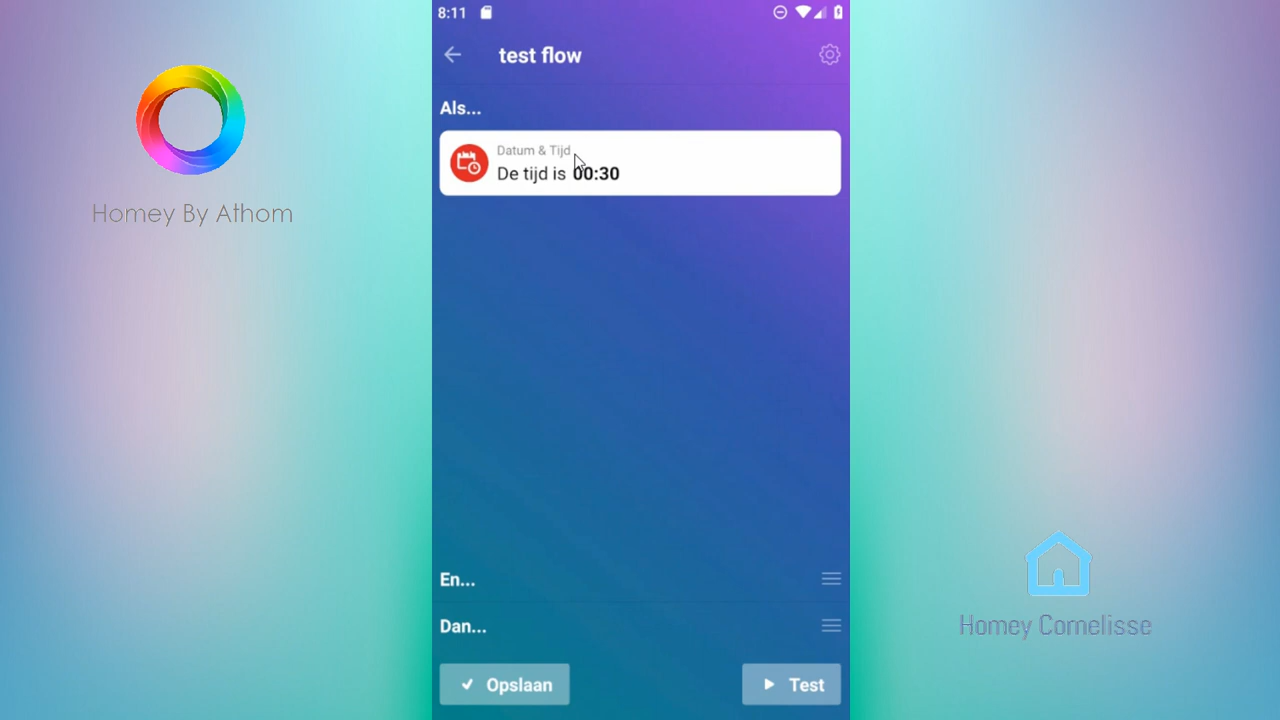 8:11
test flow
Als...
Datum & Tijd
De tijd is 00:30
Homey By Athom
En...
Dan...
Homey Cornelisse
Opslaan
Test